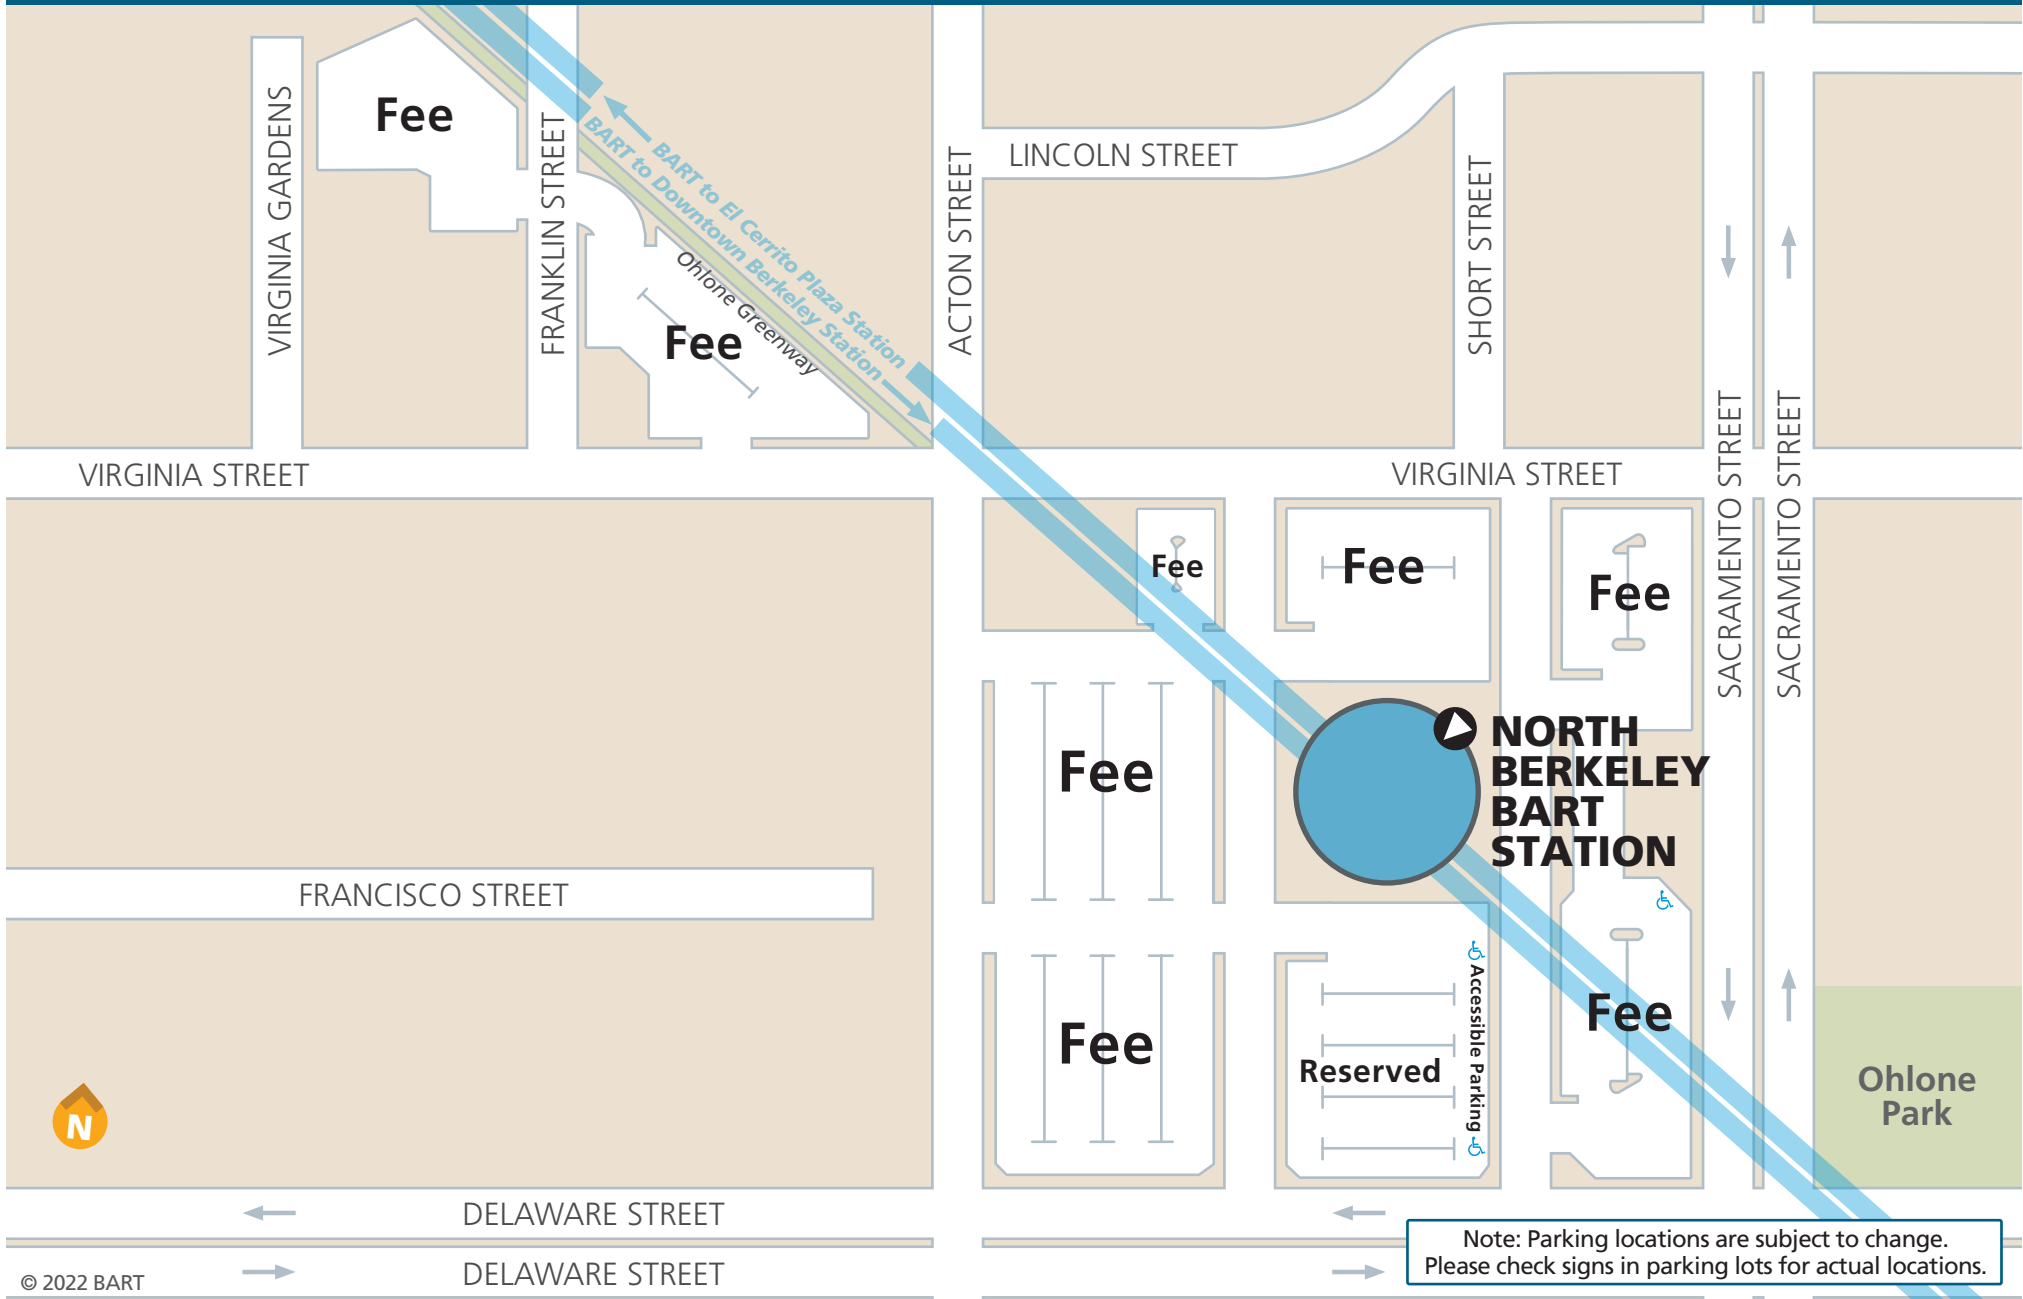 Fee
VIRGINIA GARDENS
FRANKLIN STREET
BART to El Cerrito Plaza Station
BART to Downtown Berkeley Station
Ohlone Greenway
Fee
ACTON STREET
LINCOLN STREET
SHORT STREET
SACRAMENTO STREET
SACRAMENTO STREET
VIRGINIA STREET
VIRGINIA STREET
Fee
Fee
Fee
Fee
NORTH
BERKELEY
BART
STATION
FRANCISCO STREET
Fee
Reserved
Accessible Parking
Fee
Ohlone
Park
N
DELAWARE STREET
DELAWARE STREET
Note: Parking locations are subject to change.
Please check signs in parking lots for actual locations.
© 2022 BART